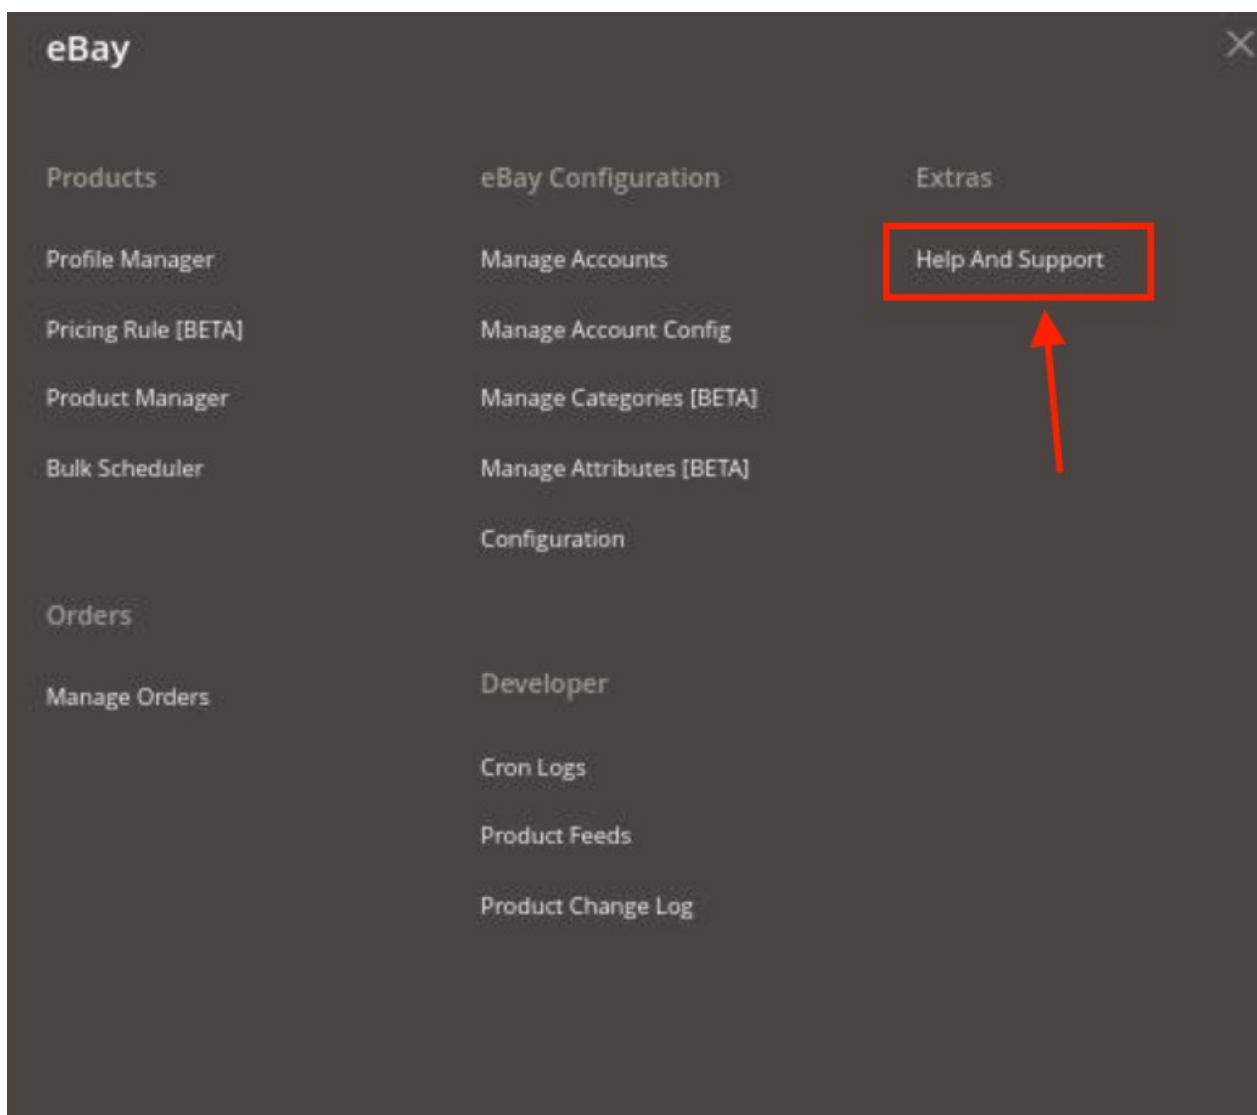 eBay
Products
Profile Manager
Pricing Rule [BETA]
Product Manager
Bulk Scheduler
Orders
Manage Orders
eBay Configuration
Manage Accounts
Manage Account Config
Manage Categories [BETA]
Manage Attributes [BETA]
Configuration
Developer
Cron Logs
Product Feeds
Product Change Log
Extras
Help And Support